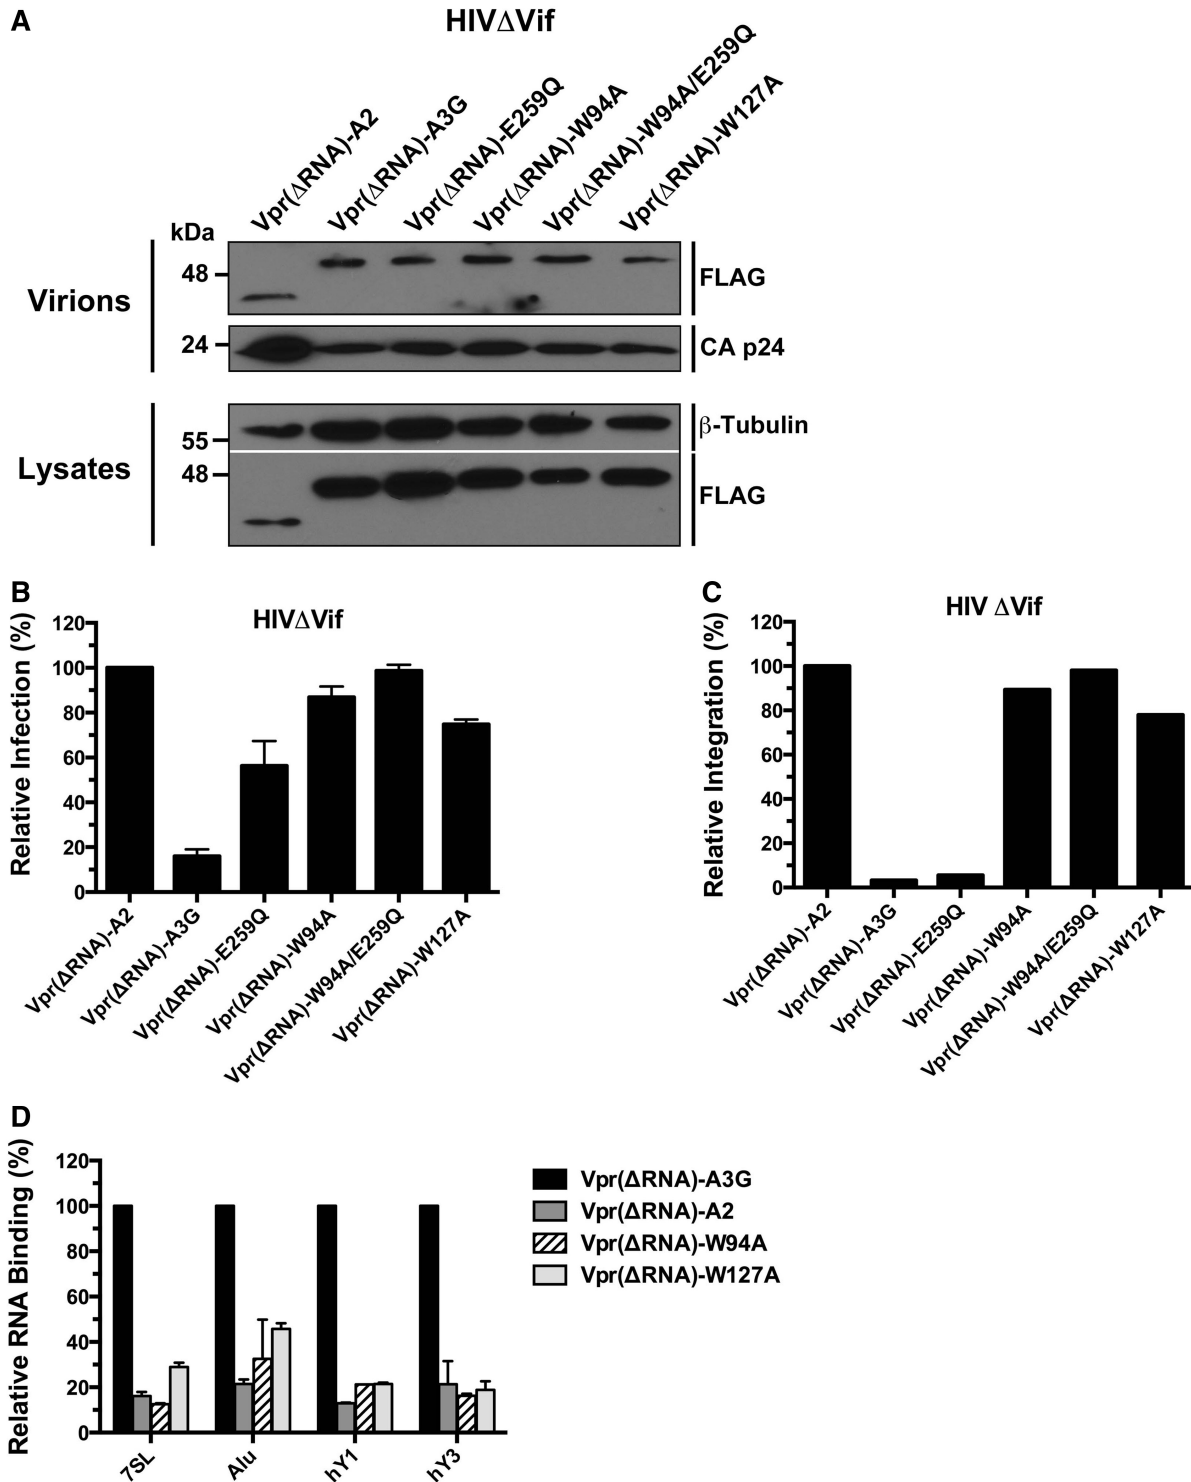 A
HIVΔVif
Vpr(ΔRNA)-A2
Vpr(ΔRNA)-A3G
Vpr(ΔRNA)-E259Q
Vpr(ΔRNA)-W94A
Vpr(ΔRNA)-W94A/E259Q
Vpr(ΔRNA)-W127A
kDa
Virions
48
FLAG
24
CA p24
Lysates
β-Tubulin
55
48
FLAG
B
HIVΔVif
Relative Infection (%)
120
100
80
60
40
20
0
Vpr(ΔRNA)-A2
Vpr(ΔRNA)-A3G
Vpr(ΔRNA)-E259Q
Vpr(ΔRNA)-W94A
Vpr(ΔRNA)-W94A/E259Q
Vpr(ΔRNA)-W127A
C
HIV ΔVif
Relative Integration (%)
120
100
80
60
40
20
0
Vpr(ΔRNA)-A2
Vpr(ΔRNA)-A3G
Vpr(ΔRNA)-E259Q
Vpr(ΔRNA)-W94A
Vpr(ΔRNA)-W94A/E259Q
Vpr(ΔRNA)-W127A
D
Relative RNA Binding (%)
120
100
80
60
40
20
0
7SL
Alu
hY1
hY3
Vpr(ΔRNA)-A3G
Vpr(ΔRNA)-A2
Vpr(ΔRNA)-W94A
Vpr(ΔRNA)-W127A